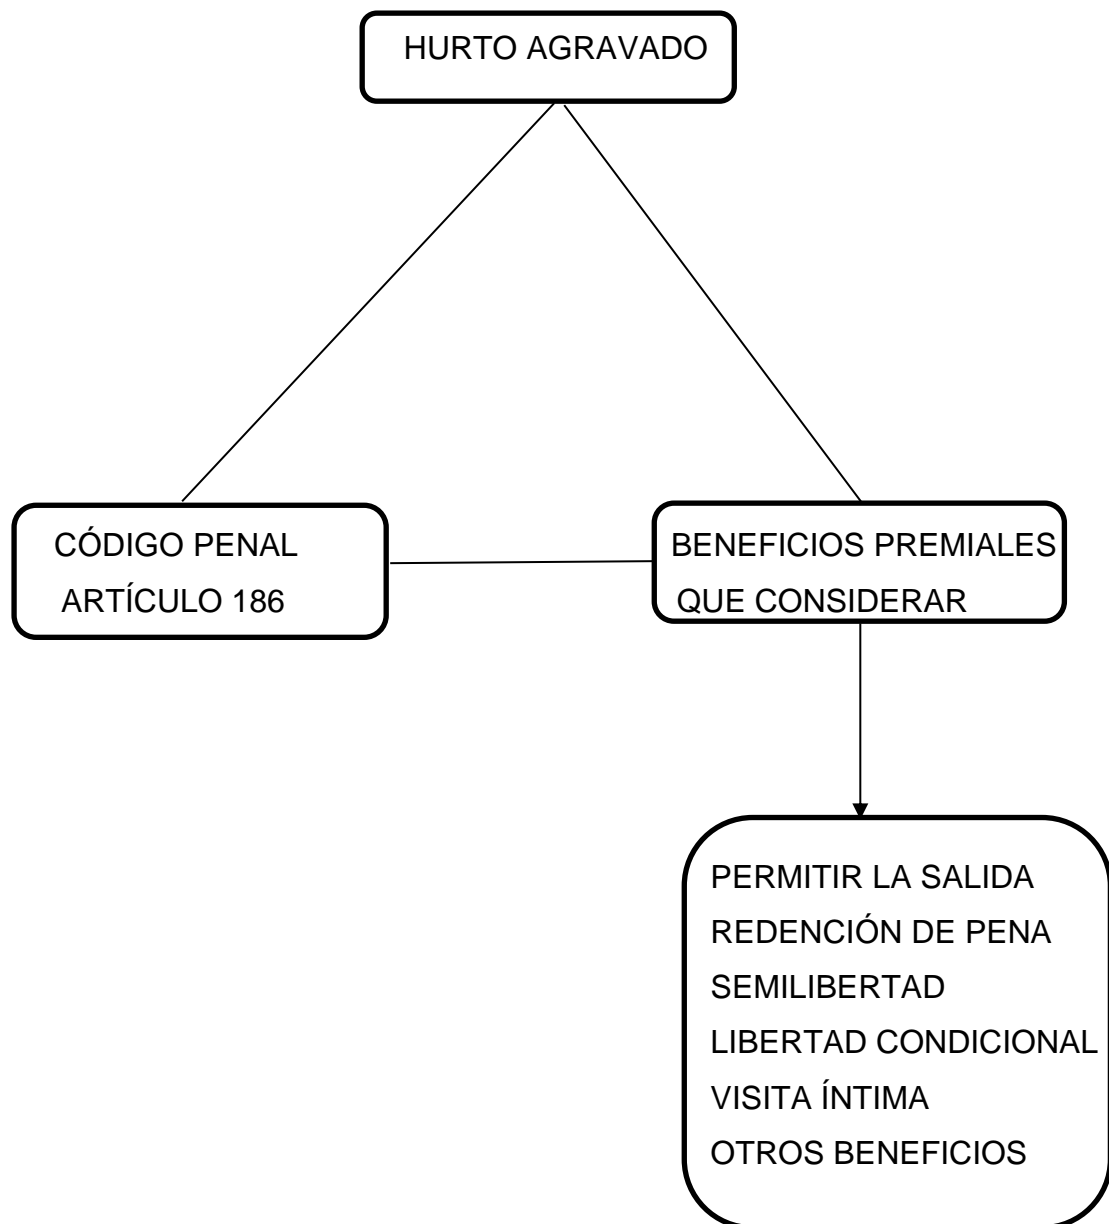 HURTO AGRAVADO
CÓDIGO PENAL
ARTÍCULO 186
BENEFICIOS PREMIALES
QUE CONSIDERAR
PERMITIR LA SALIDA
REDENCIÓN DE PENA
SEMILIBERTAD
LIBERTAD CONDICIONAL
VISITA ÍNTIMA
OTROS BENEFICIOS